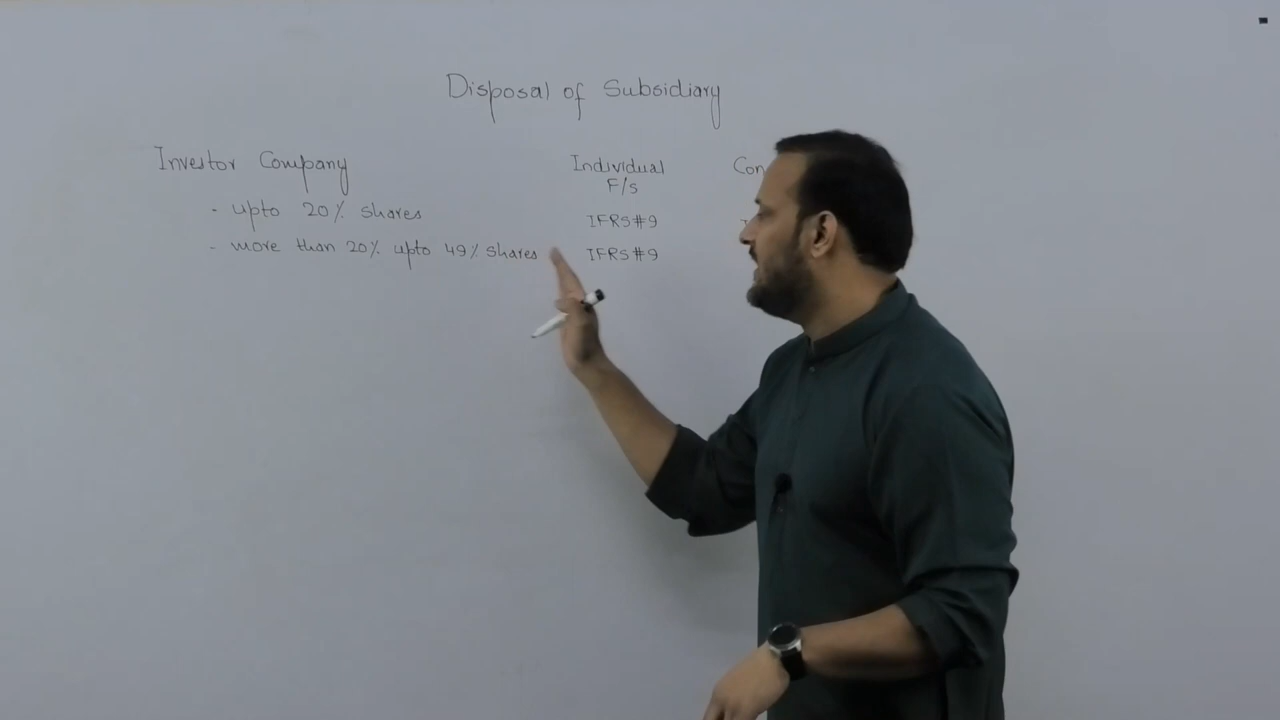 Disposal of Subsidiary
Investor Company Individual Con
F/s
- upto 20% shares IFRS#9
- more than 20% upto 49% shares IFRS#9